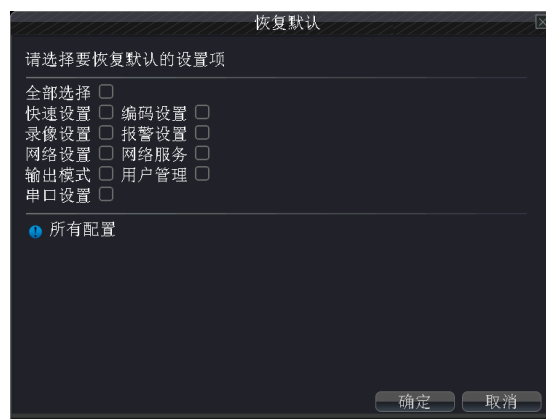 恢复默认
请选择要恢复默认的设置项
全部选择
快速设置 编码设置
录像设置 报警设置
网络设置 网络服务
输出模式 用户管理
串口设置
所有配置
确定 取消